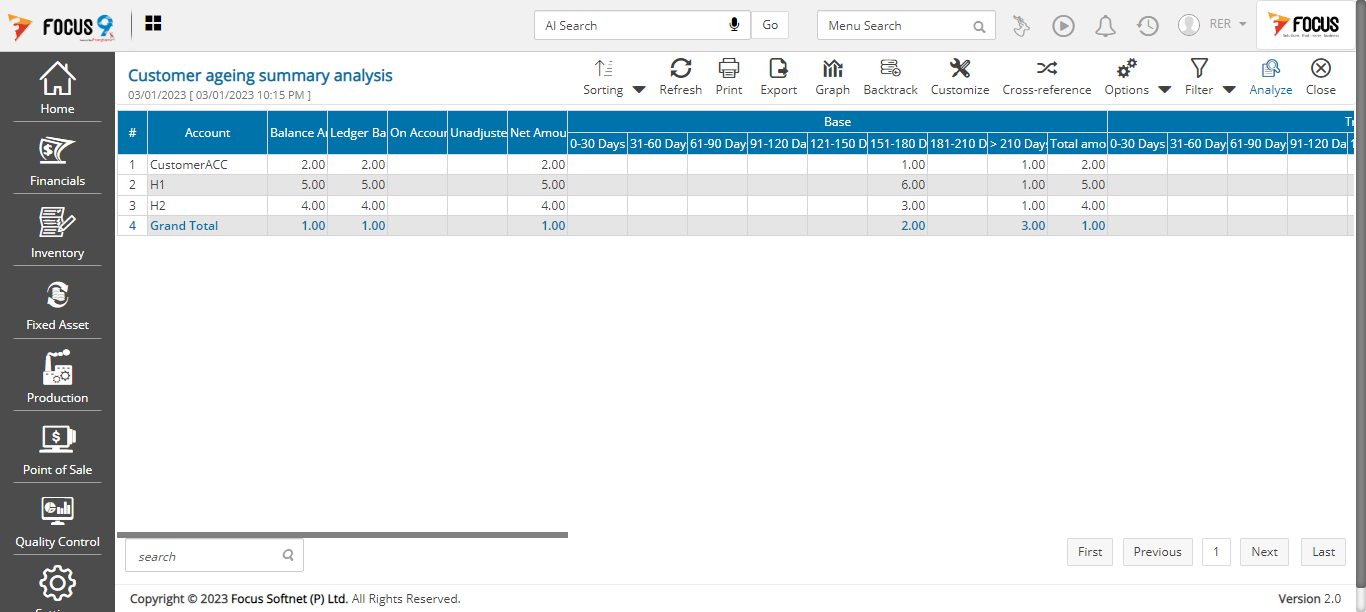 FOCUS 9 AI Search Go Menu Search RER FOCUS
Home
Financials
Inventory
Fixed Asset
Production
Point of Sale
Quality Control
Customer ageing summary analysis
03/01/2023 [ 03/01/2023 10:15 PM ]
Sorting Refresh Print Export Graph Backtrack Customize Cross-reference Options Filter Analyze Close
# Account Balance Ledger Ba On Accoun Unadjuste Net Amou Base
0-30 Days 31-60 Day 61-90 Day 91-120 Da 121-150 D 151-180 D 181-210 D > 210 Day Total amo 0-30 Days 31-60 Day 61-90 Day 91-120 Da
1 CustomerACC 2.00 2.00 2.00 1.00 1.00 2.00
2 H1 5.00 5.00 5.00 6.00 1.00 5.00
3 H2 4.00 4.00 4.00 3.00 1.00 4.00
4 Grand Total 1.00 1.00 1.00 2.00 3.00 1.00
search First Previous 1 Next Last
Copyright © 2023 Focus Softnet (P) Ltd. All Rights Reserved. Version 2.0